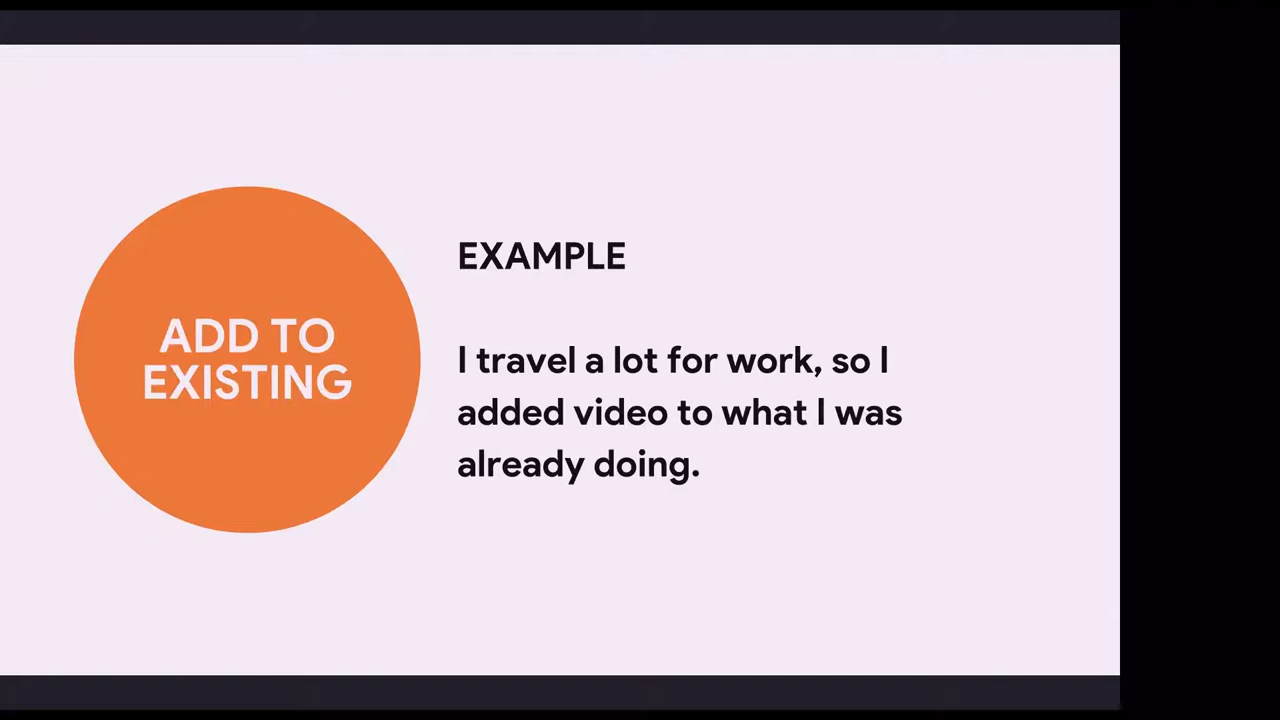 ADD TO
EXISTING
EXAMPLE
I travel a lot for work, so I
added video to what I was
already doing.